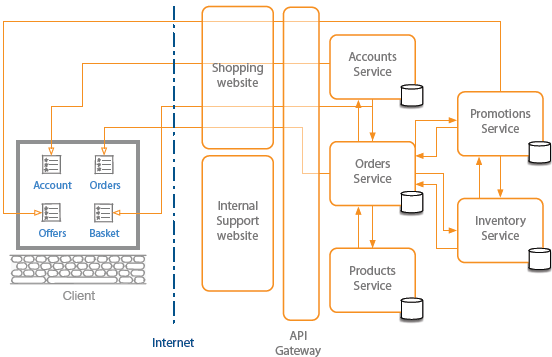 Shopping
website
Accounts
Service
Promotions
Service
Account
Orders
Orders
Service
Offers
Basket
Internal
Support
website
Inventory
Service
Products
Service
Client
Internet
API
Gateway